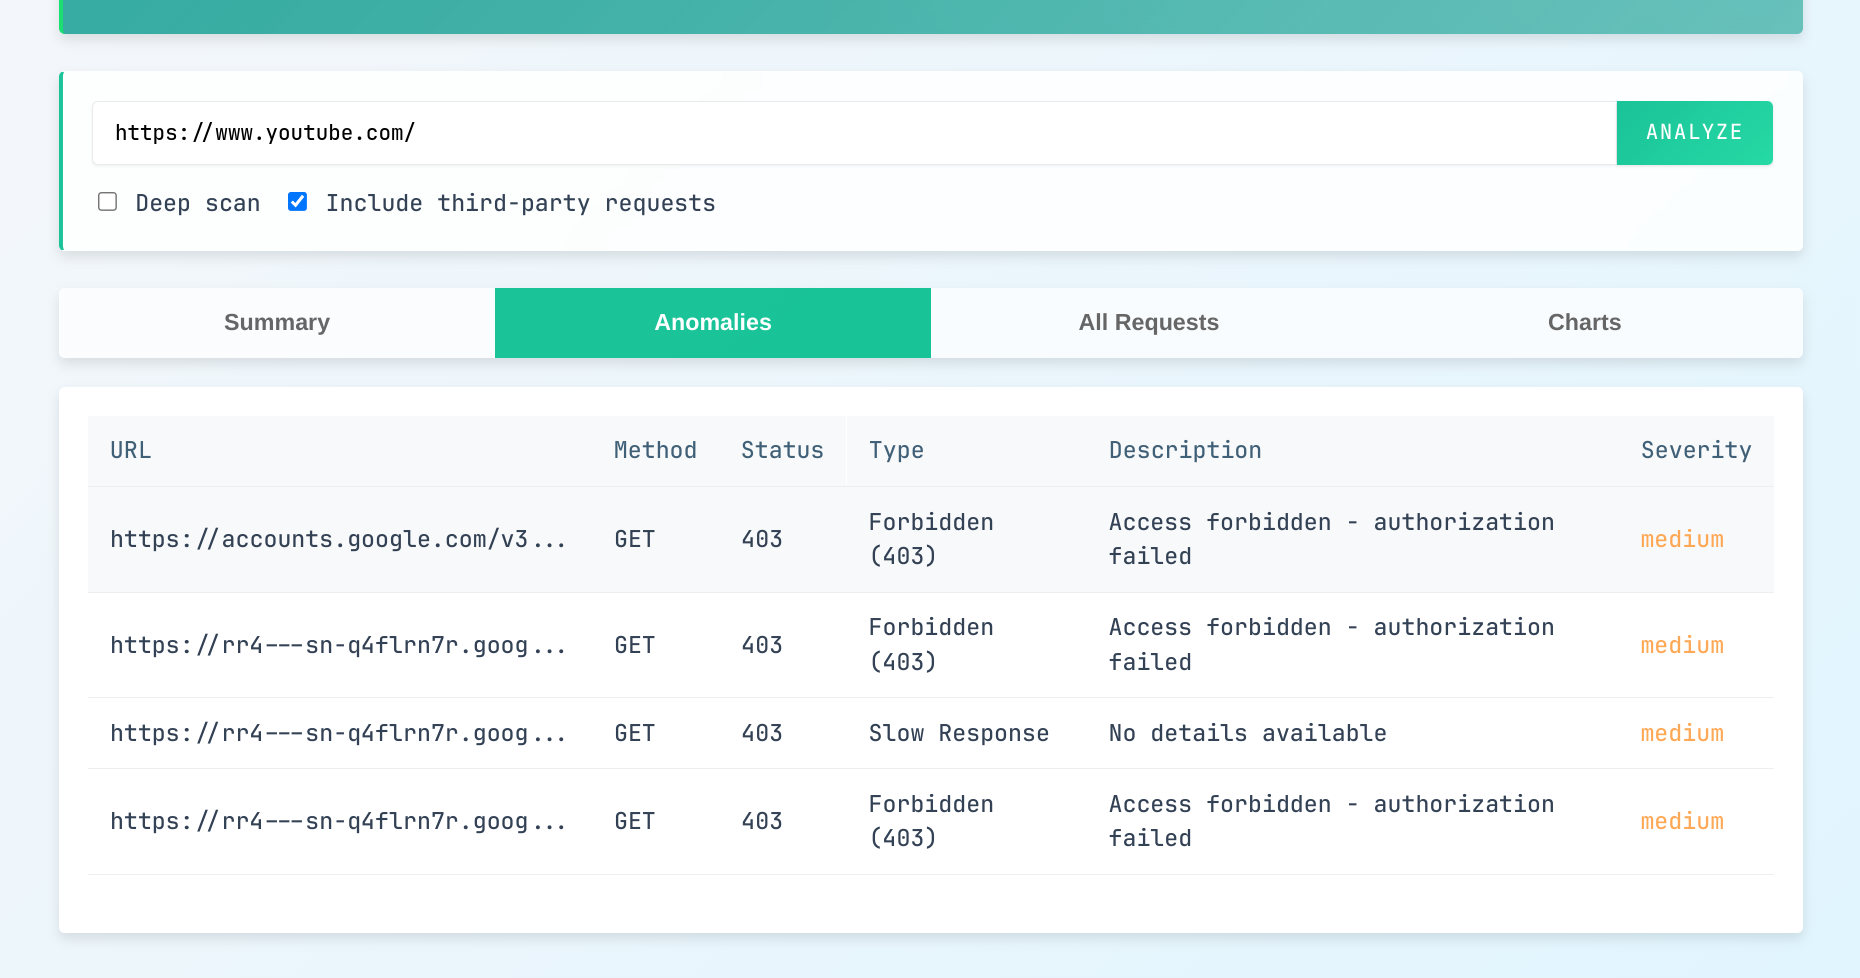 https://www.youtube.com/
ANALYZE
Deep scan
Include third-party requests
Summary
Anomalies
All Requests
Charts
URL Method Status Type Description Severity
https://accounts.google.com/v3... GET 403 Forbidden (403) Access forbidden - authorization failed medium
https://rr4---sn-q4flrn7r.goog... GET 403 Forbidden (403) Access forbidden - authorization failed medium
https://rr4---sn-q4flrn7r.goog... GET 403 Slow Response No details available medium
https://rr4---sn-q4flrn7r.goog... GET 403 Forbidden (403) Access forbidden - authorization failed medium